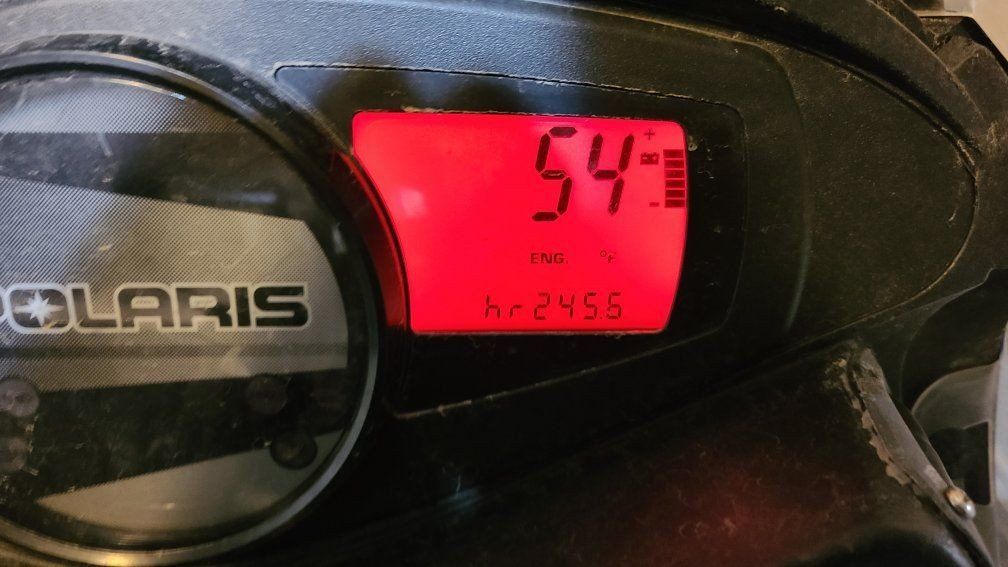 54
+
-
ENG. °F
POLARIS
hr 245.6